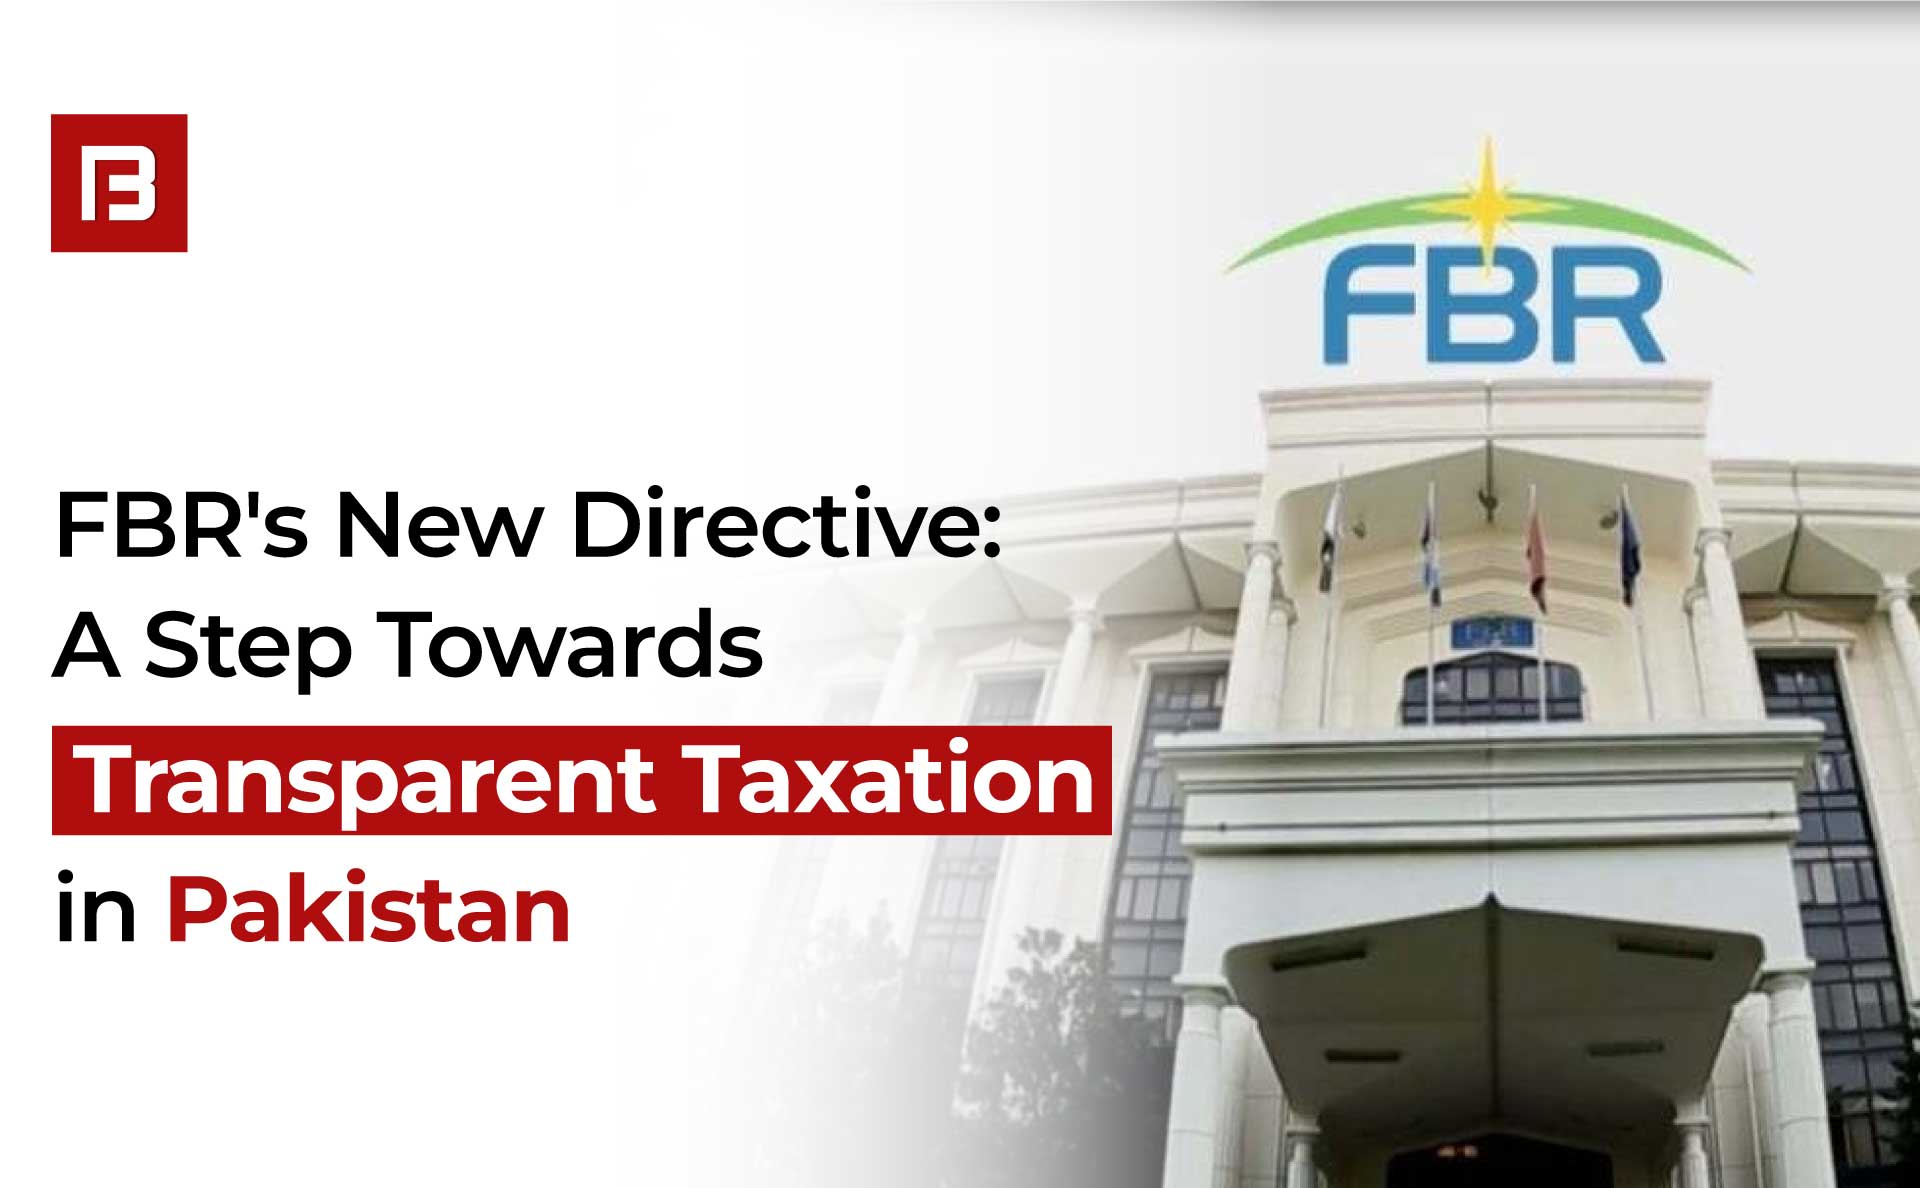 FBR
FBR's New Directive:
A Step Towards
Transparent Taxation
in Pakistan